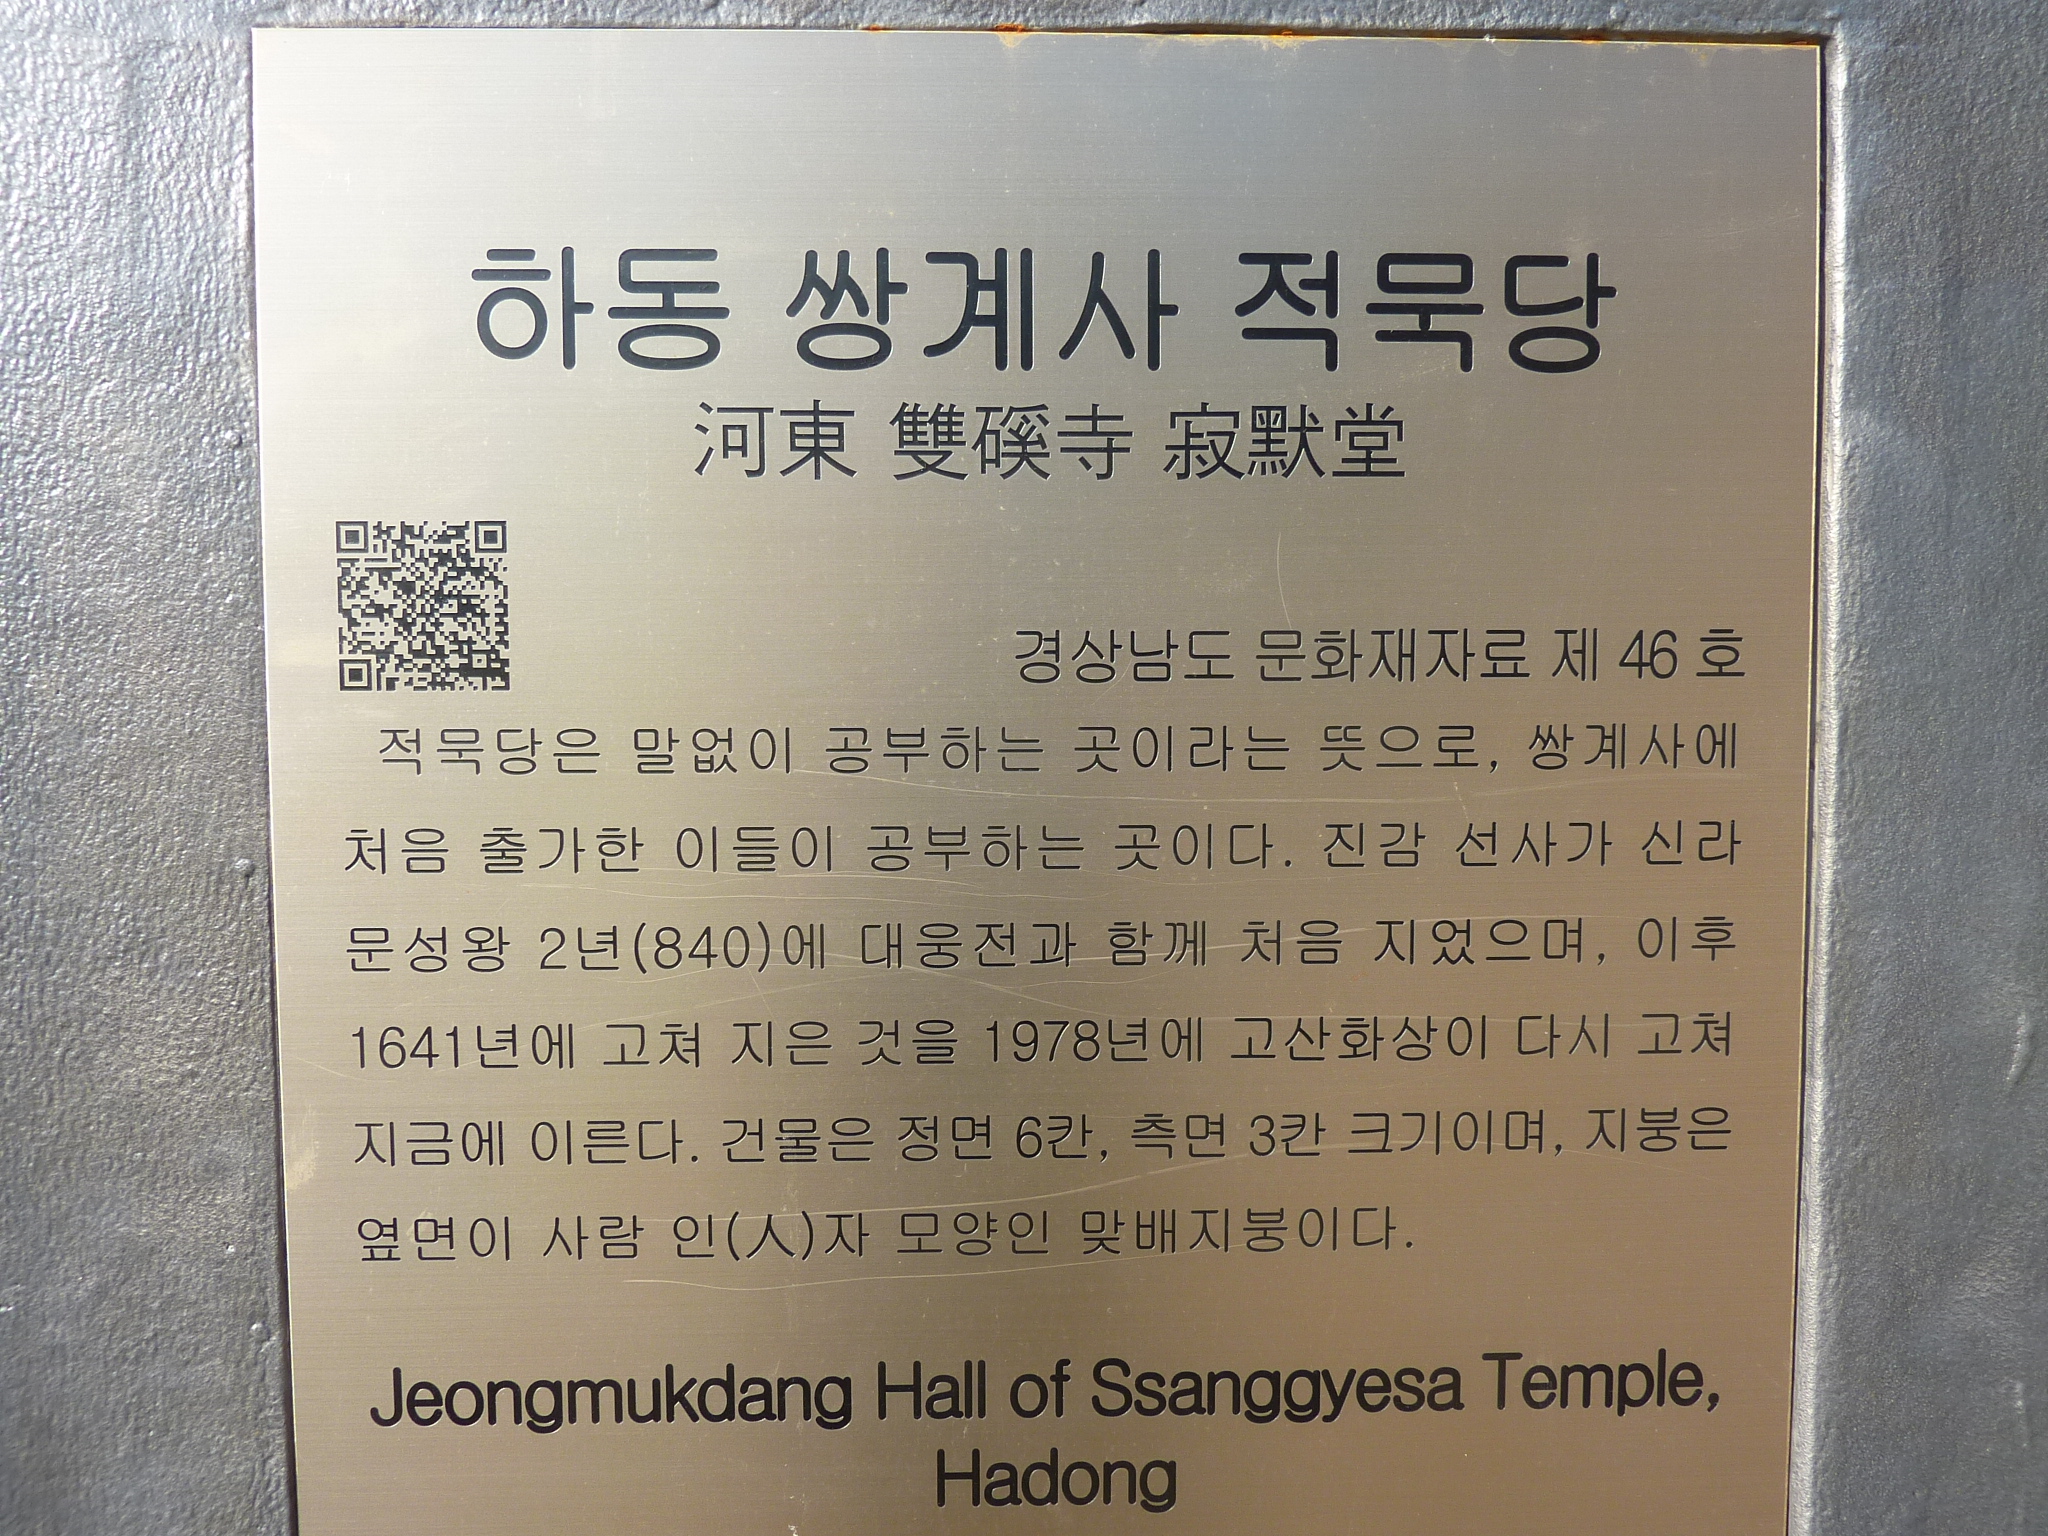 하동 쌍계사 적묵당
河東 雙磎寺 寂默堂
경상남도 문화재자료 제 46 호
적묵당은 말없이 공부하는 곳이라는 뜻으로, 쌍계사에
처음 출가한 이들이 공부하는 곳이다. 진감 선사가 신라
문성왕 2년(840)에 대웅전과 함께 처음 지었으며, 이후
1641년에 고쳐 지은 것을 1978년에 고산화상이 다시 고쳐
지금에 이른다. 건물은 정면 6칸, 측면 3칸 크기이며, 지붕은
옆면이 사람 인(人)자 모양인 맞배지붕이다.
Jeongmukdang Hall of Ssanggyesa Temple,
Hadong